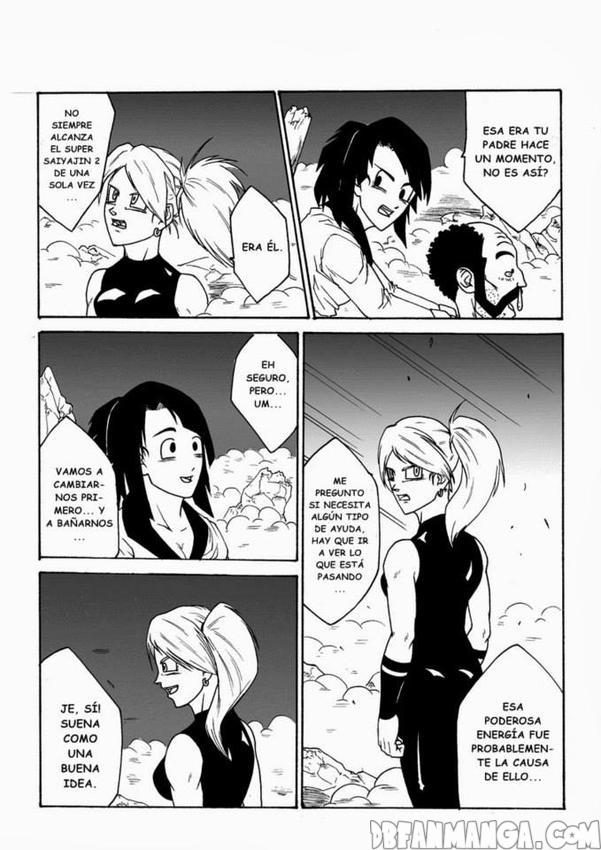 NO
SIEMPRE
ALCANZA
EL SUPER
SAIYAJIN 2
DE UNA
SOLA VEZ
...
ERA ÉL.
ESA ERA TU
PADRE HACE
UN MOMENTO,
NO ES ASÍ?
EH
SEGURO,
PERO...
UM...
VAMOS A
CAMBIAR-
NOS PRI-
MERO... Y
A BAÑARNOS
...
ME
PREGUNTO
SI NECESITA
ALGÚN TIPO
DE AYUDA,
HAY QUE IR
A VER LO
QUE ESTÁ
PASANDO
...
ESA
PODEROSA
ENERGÍA FUE
PROBABLEMEN-
TE LA CAUSA
DE ELLO...
JE, SÍ!
SUENA
COMO
UNA
BUENA
IDEA.
DBFANMANGA.COM